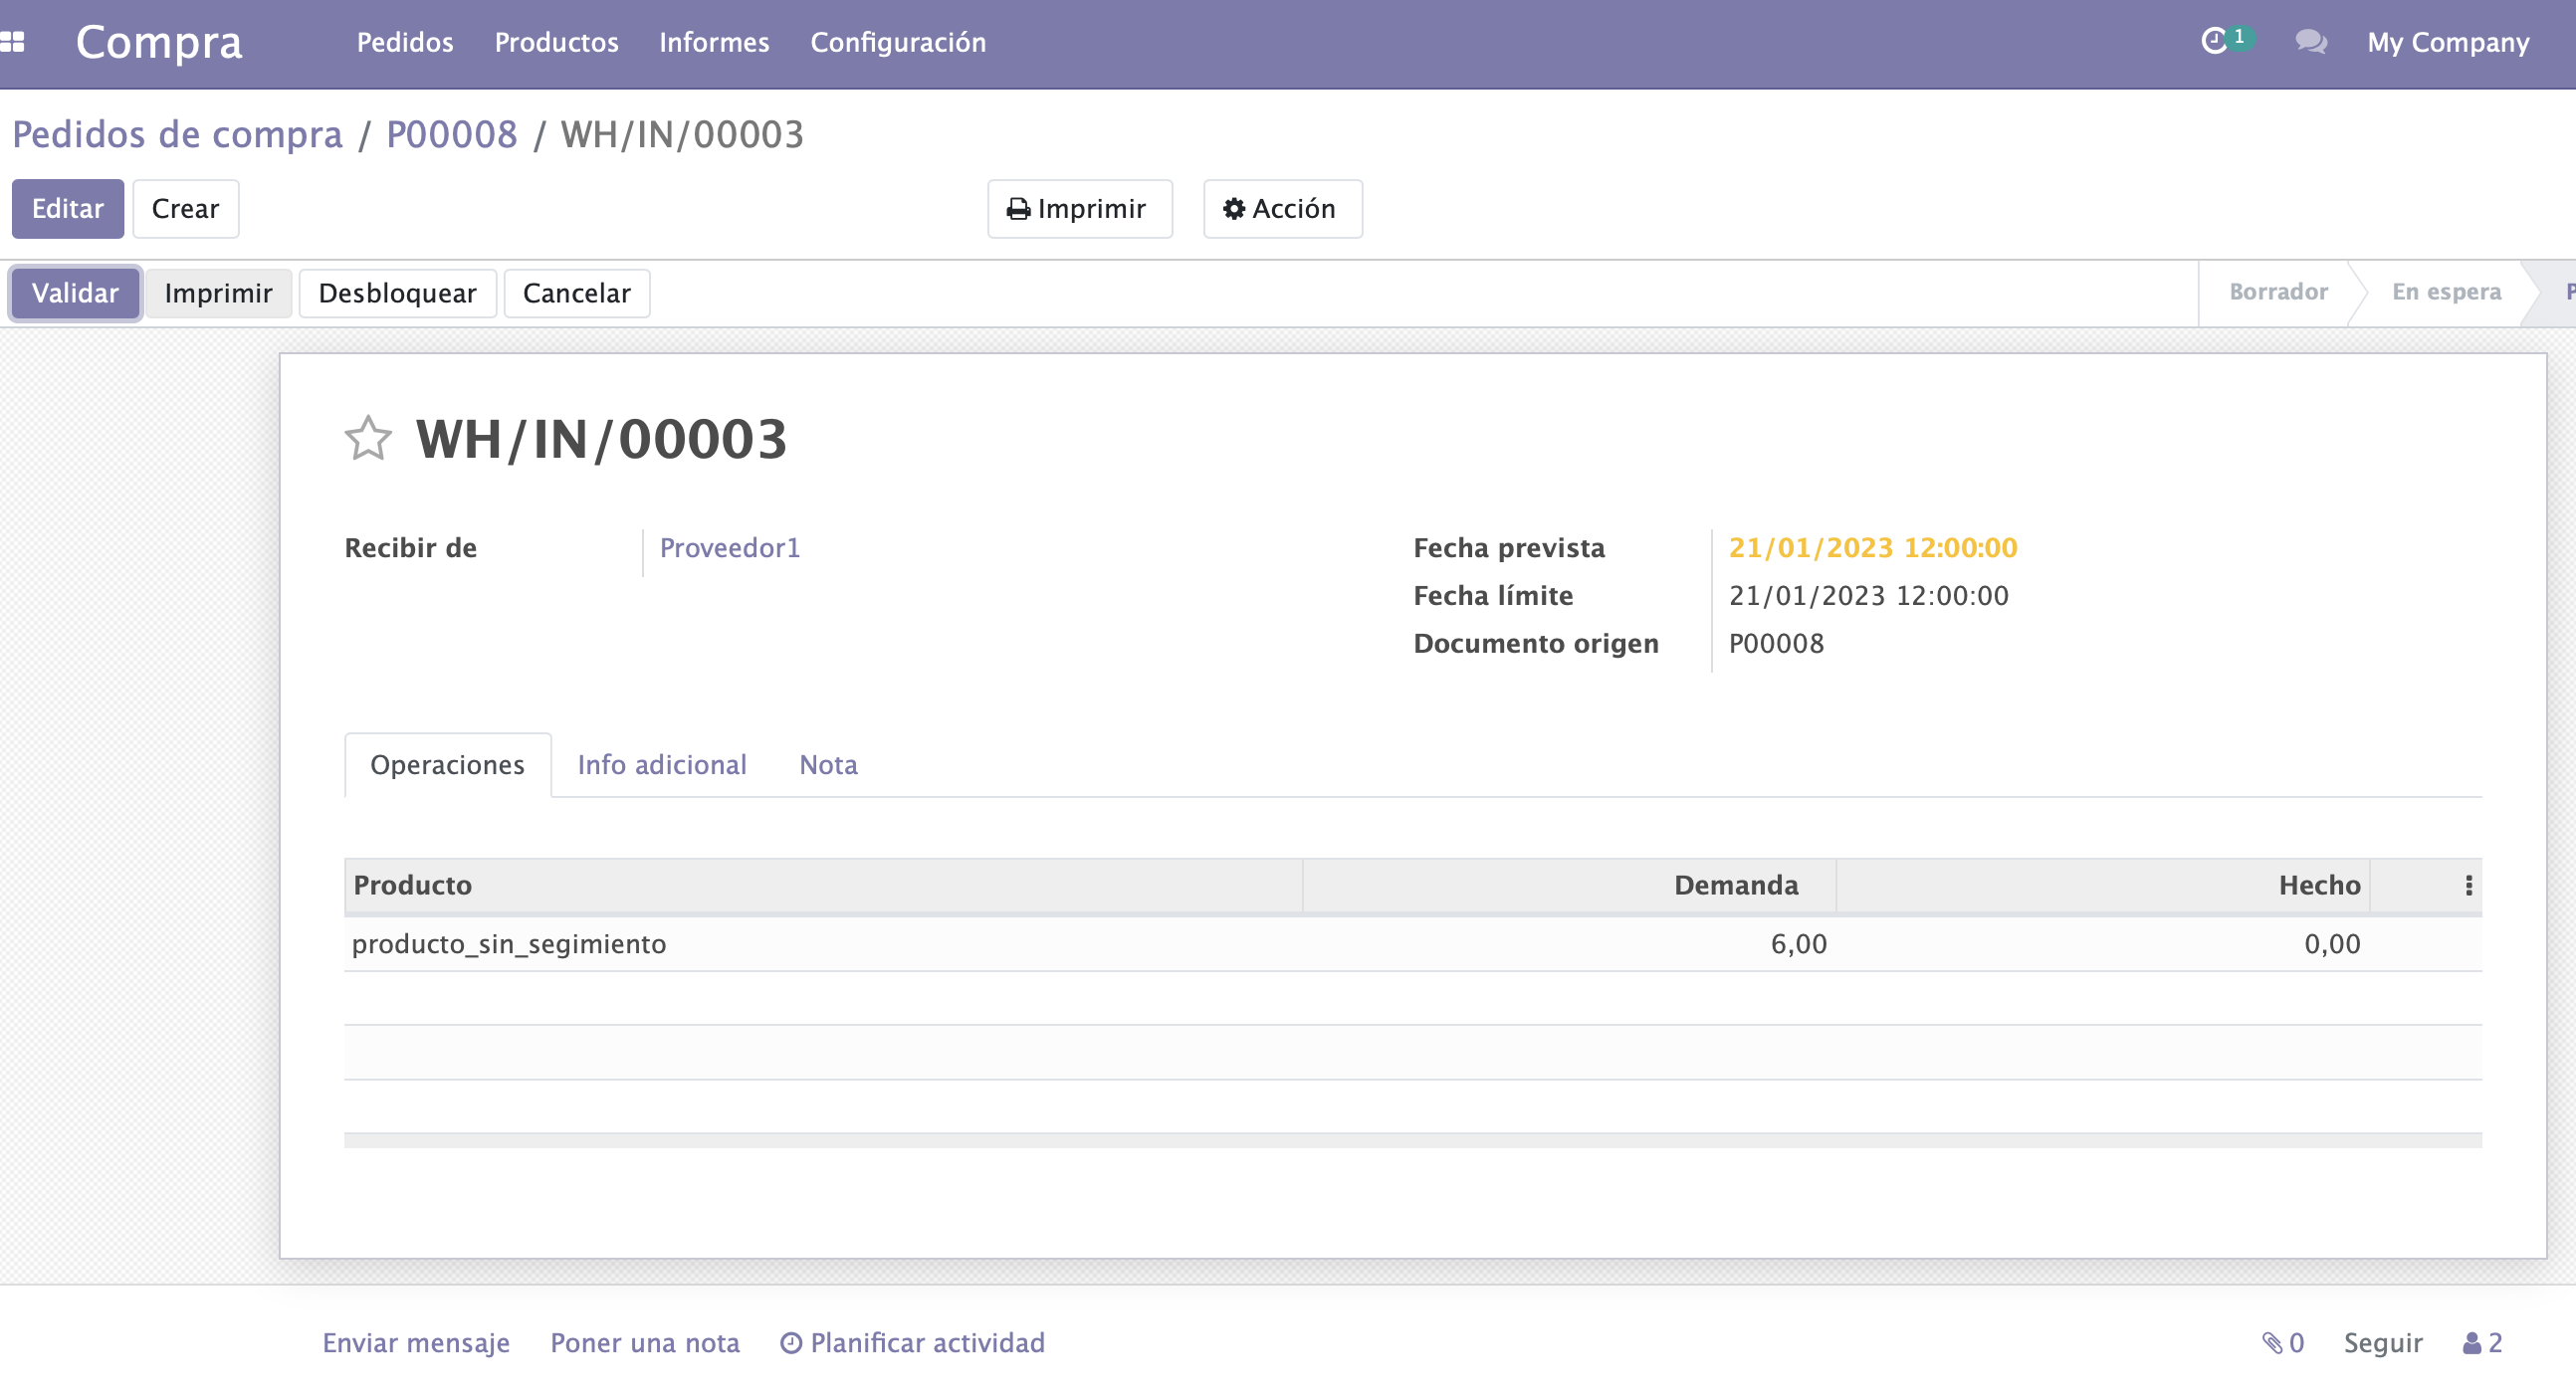 Compra Pedidos Productos Informes Configuración 1 My Company
Pedidos de compra / P00008 / WH/IN/00003
Editar Crear Imprimir Acción
Validar Imprimir Desbloquear Cancelar Borrador En espera
WH/IN/00003
Recibir de Proveedor1 Fecha prevista 21/01/2023 12:00:00
Fecha límite 21/01/2023 12:00:00
Documento origen P00008
Operaciones Info adicional Nota
Producto Demanda Hecho
producto_sin_segimiento 6,00 0,00
Enviar mensaje Poner una nota Planificar actividad 0 Seguir 2